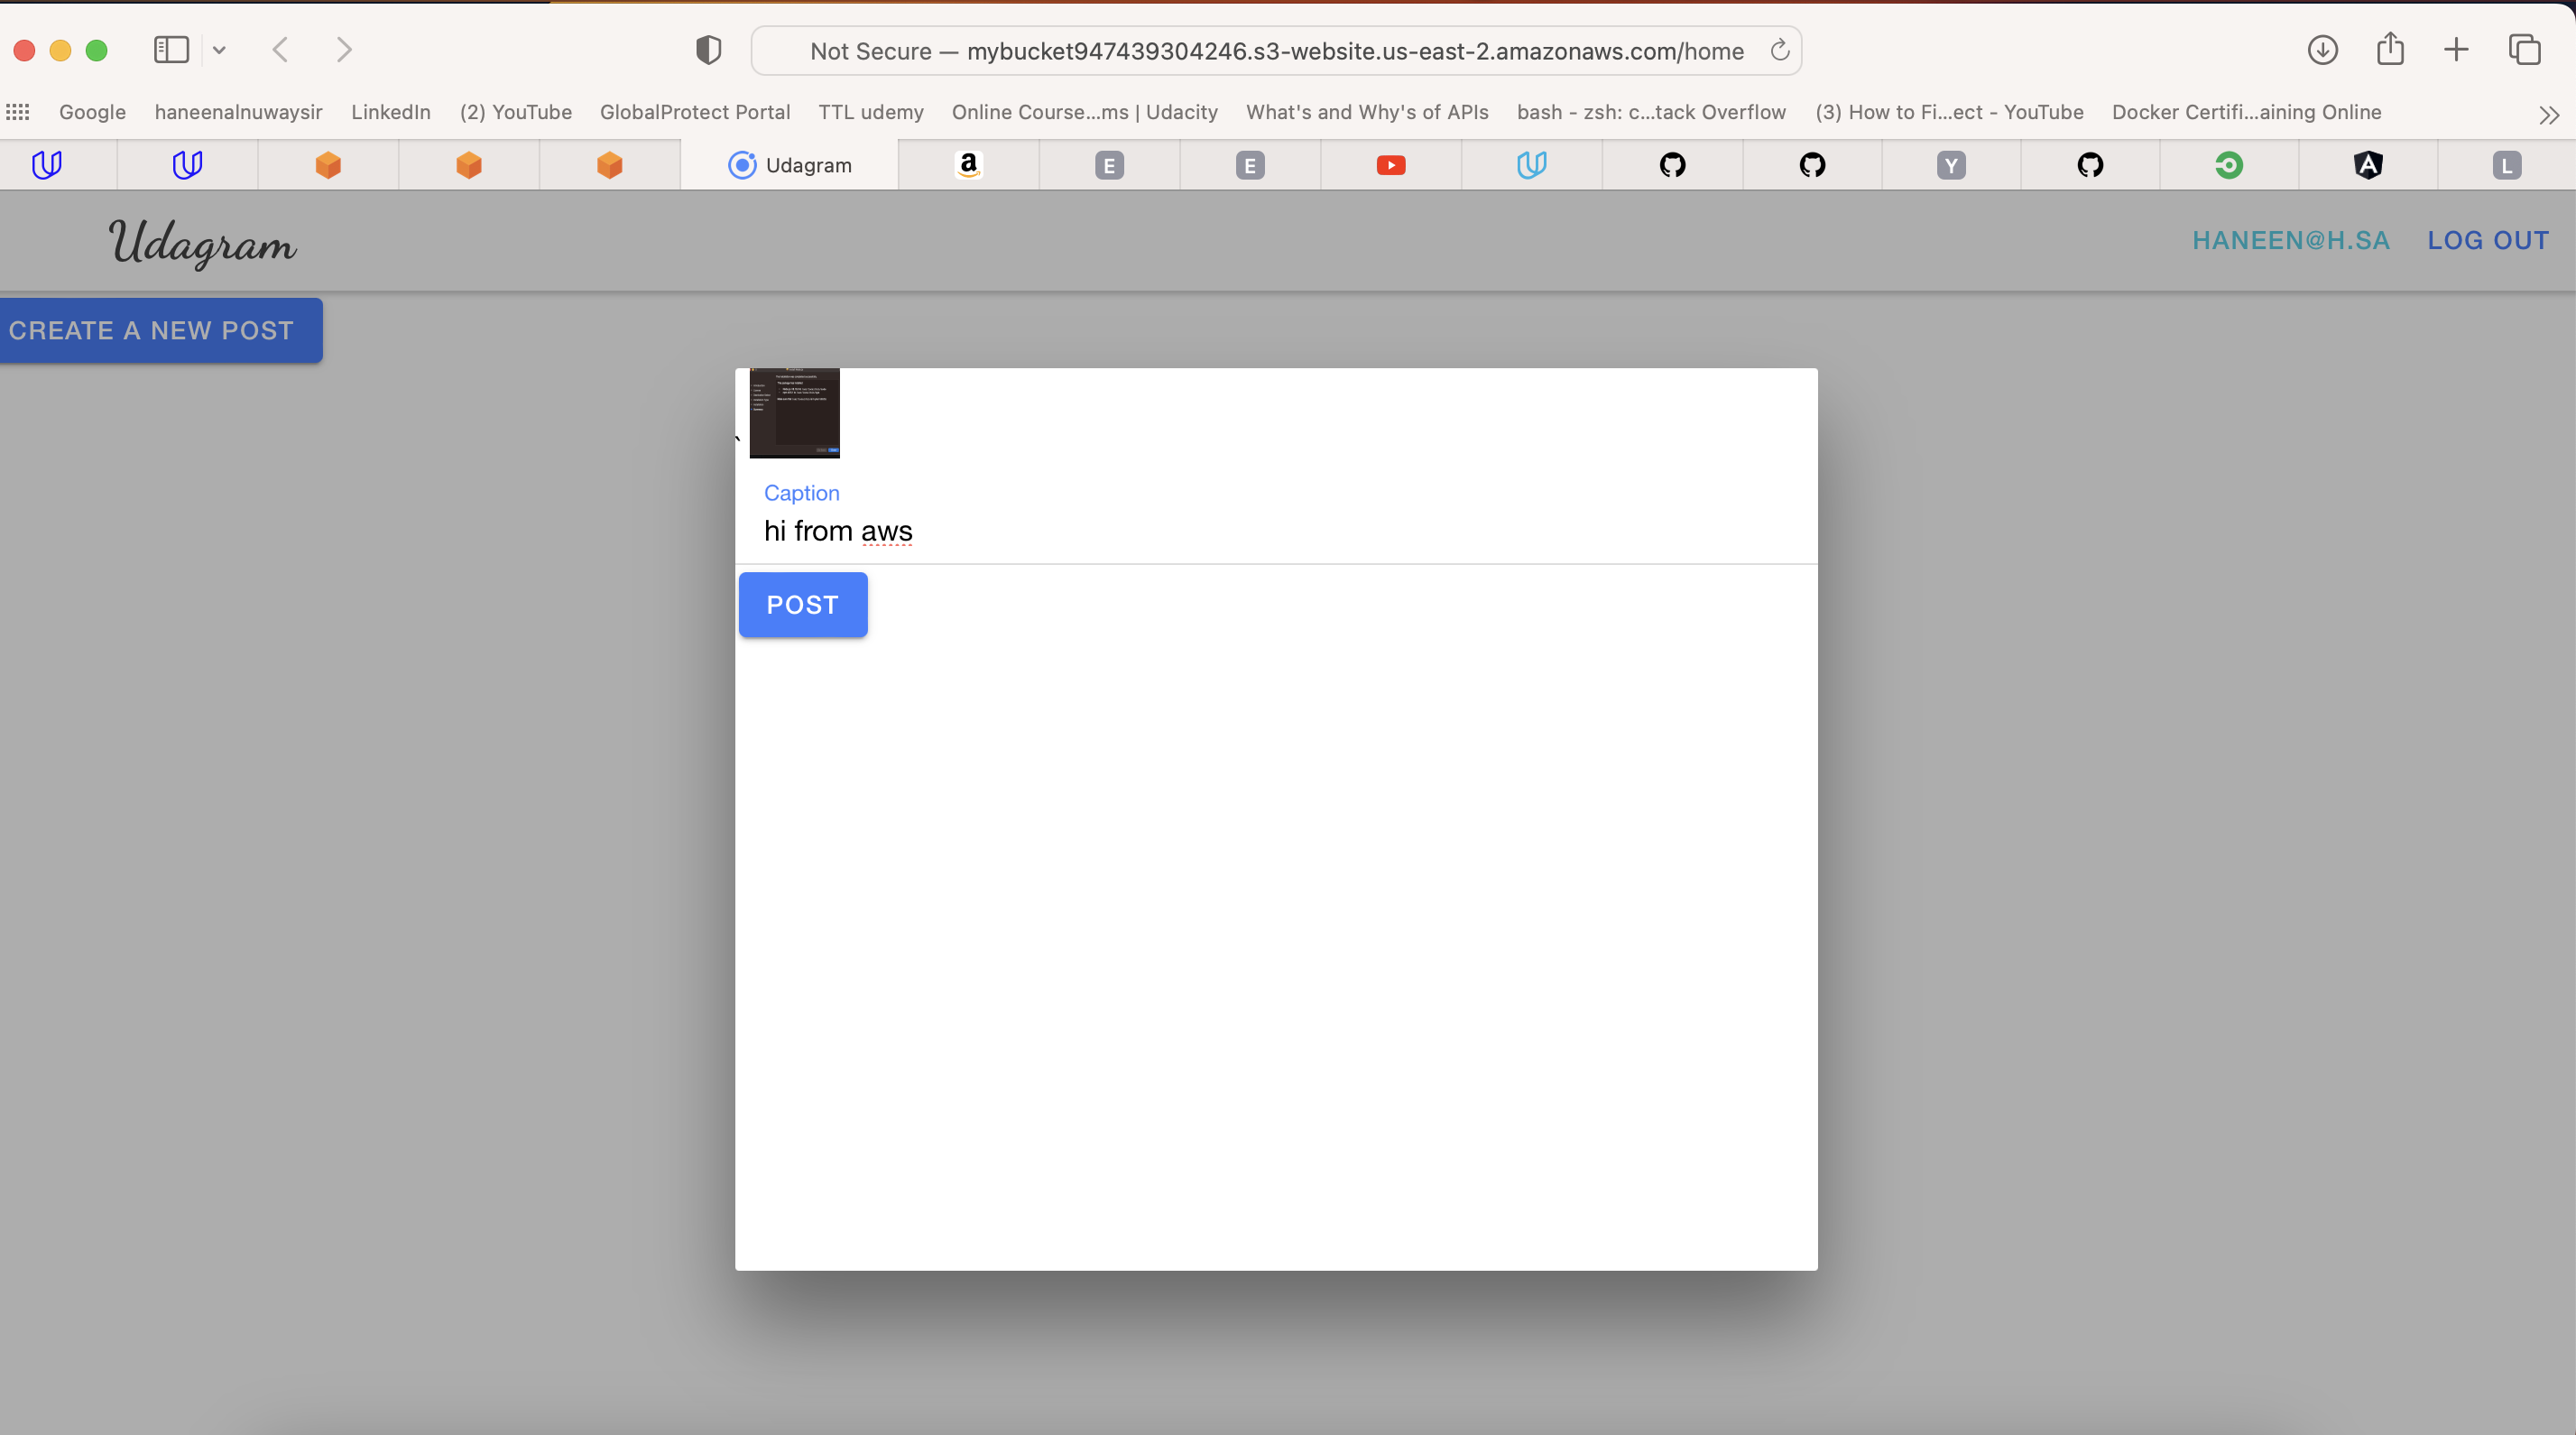 Not Secure — mybucket947439304246.s3-website.us-east-2.amazonaws.com/home
Google haneenalnuwaysir LinkedIn (2) YouTube GlobalProtect Portal TTL udemy Online Course...ms | Udacity What's and Why's of APIs bash - zsh: c...tack Overflow (3) How to Fi...ect - YouTube Docker Certifi...aining Online
Udagram a E E Y A L
Udagram HANEEN@H.SA LOG OUT
CREATE A NEW POST
`
Caption
hi from aws
POST